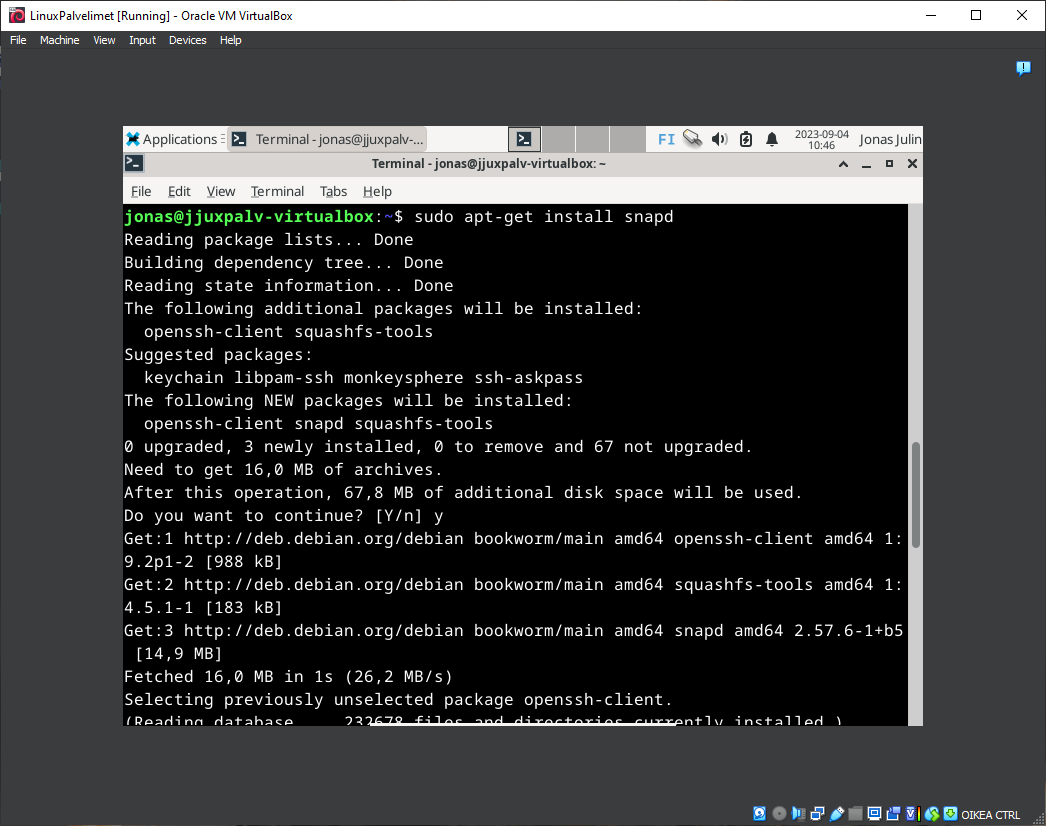 LinuxPalvelimet [Running] - Oracle VM VirtualBox
File Machine View Input Devices Help
Applications Terminal - jonas@jjuxpalv-... FI 2023-09-04 10:46 Jonas Julin
Terminal - jonas@jjuxpalv-virtualbox: ~
File Edit View Terminal Tabs Help
jonas@jjuxpalv-virtualbox:~$ sudo apt-get install snapd
Reading package lists... Done
Building dependency tree... Done
Reading state information... Done
The following additional packages will be installed:
openssh-client squashfs-tools
Suggested packages:
keychain libpam-ssh monkeysphere ssh-askpass
The following NEW packages will be installed:
openssh-client snapd squashfs-tools
0 upgraded, 3 newly installed, 0 to remove and 67 not upgraded.
Need to get 16,0 MB of archives.
After this operation, 67,8 MB of additional disk space will be used.
Do you want to continue? [Y/n] y
Get:1 http://deb.debian.org/debian bookworm/main amd64 openssh-client amd64 1:
9.2p1-2 [988 kB]
Get:2 http://deb.debian.org/debian bookworm/main amd64 squashfs-tools amd64 1:
4.5.1-1 [183 kB]
Get:3 http://deb.debian.org/debian bookworm/main amd64 snapd amd64 2.57.6-1+b5
[14,9 MB]
Fetched 16,0 MB in 1s (26,2 MB/s)
Selecting previously unselected package openssh-client.
(Reading database ... 232678 files and directories currently installed.)
OIKEA CTRL